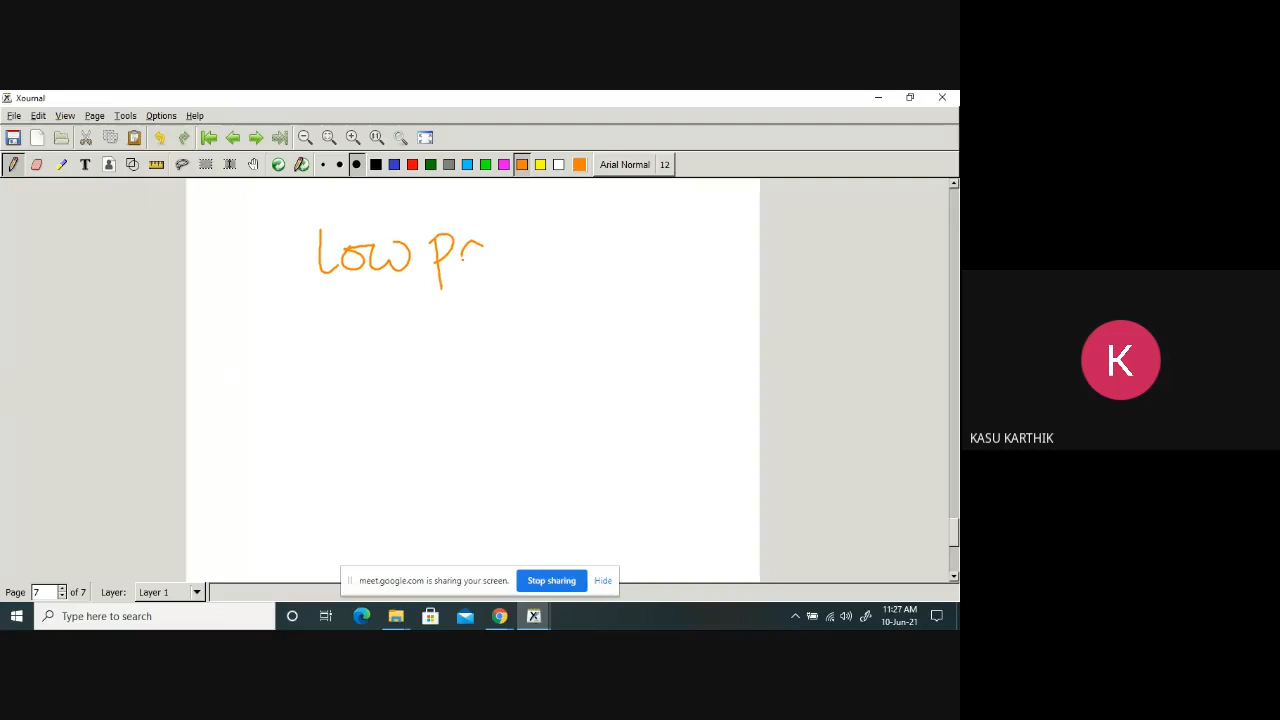 Xournal
File Edit View Page Tools Options Help
T Arial Normal 12
Low P
K
KASU KARTHIK
meet.google.com is sharing your screen. Stop sharing Hide
Page 7 of 7 Layer: Layer 1
Type here to search
11:27 AM
10-Jun-21